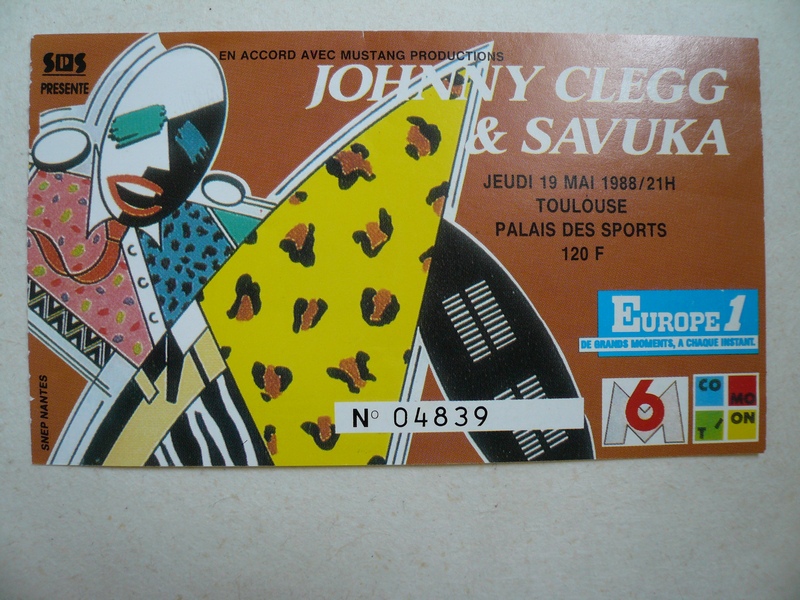 SDS
PRESENTE
EN ACCORD AVEC MUSTANG PRODUCTIONS
JOHNNY CLEGG
& SAVUKA
JEUDI 19 MAI 1988/21H
TOULOUSE
PALAIS DES SPORTS
120 F
EUROPE 1
DE GRANDS MOMENTS, A CHAQUE INSTANT.
M6
CO
MO
TI
ON
N° 04839
SNEP NANTES